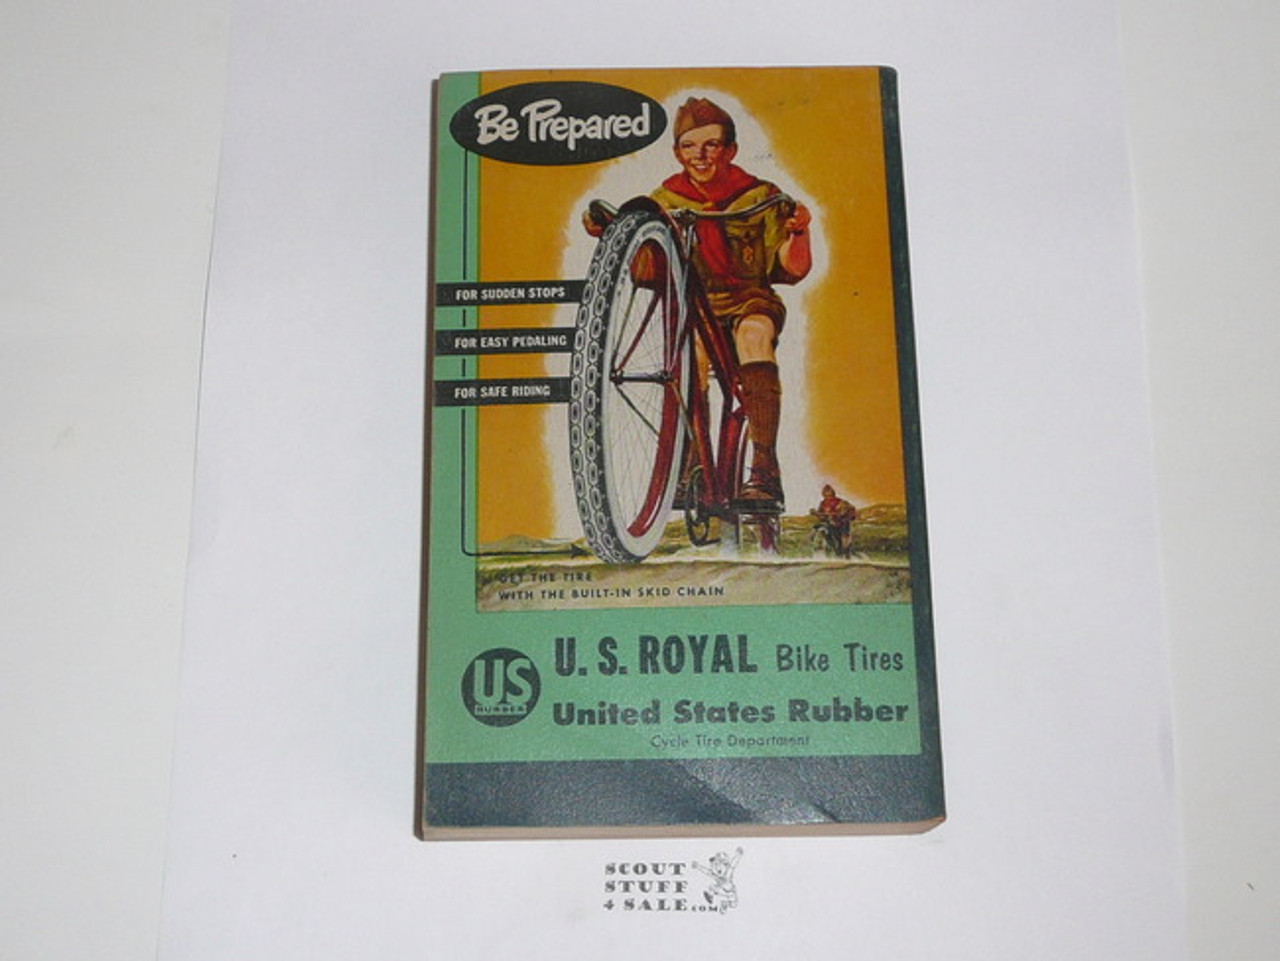 Be Prepared
FOR SUDDEN STOPS
FOR EASY PEDALING
FOR SAFE RIDING
GET THE TIRE
WITH THE BUILT-IN SKID CHAIN
US
RUBBER
U. S. ROYAL Bike Tires
United States Rubber
Cycle Tire Department
SCOUT
STUFF
4 SALE.COM